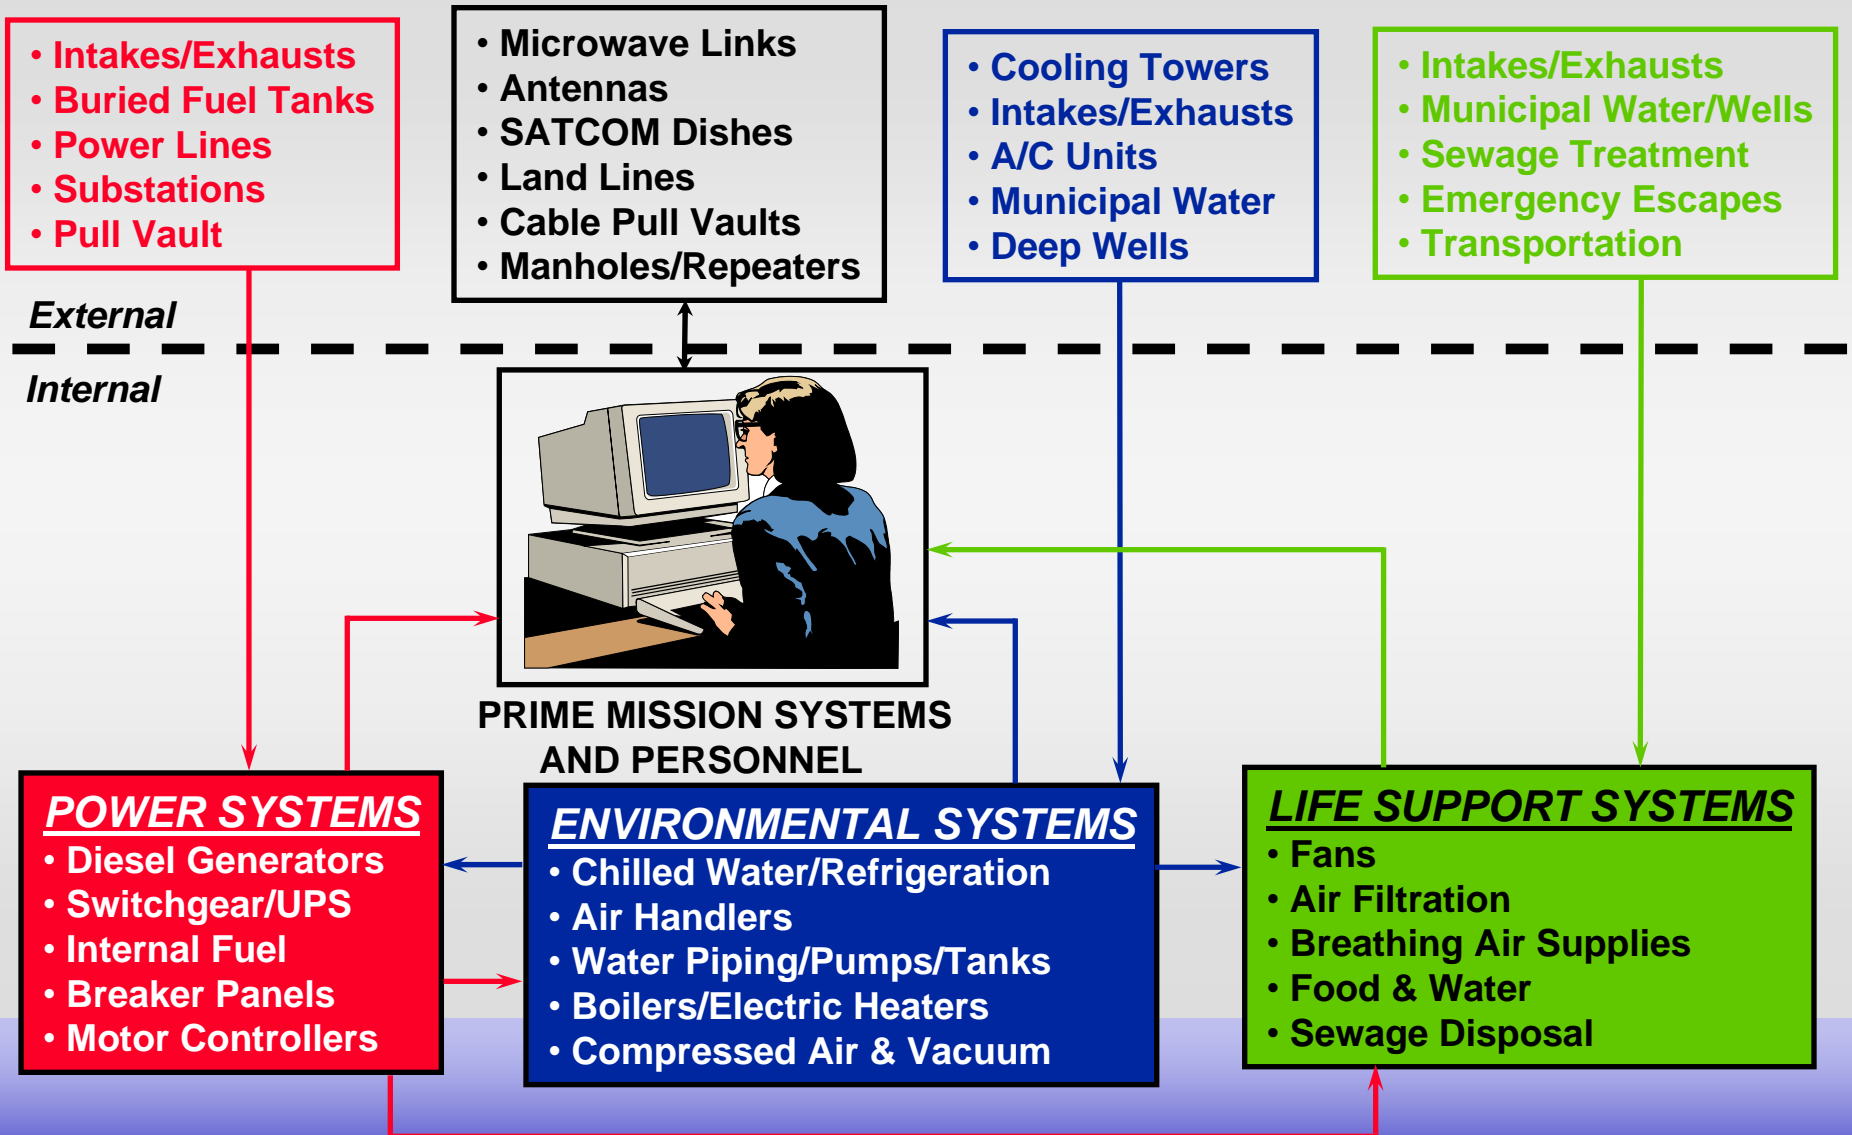 • Intakes/Exhausts
• Buried Fuel Tanks
• Power Lines
• Substations
• Pull Vault
• Microwave Links
• Antennas
• SATCOM Dishes
• Land Lines
• Cable Pull Vaults
• Manholes/Repeaters
• Cooling Towers
• Intakes/Exhausts
• A/C Units
• Municipal Water
• Deep Wells
• Intakes/Exhausts
• Municipal Water/Wells
• Sewage Treatment
• Emergency Escapes
• Transportation
External
Internal
PRIME MISSION SYSTEMS
AND PERSONNEL
POWER SYSTEMS
• Diesel Generators
• Switchgear/UPS
• Internal Fuel
• Breaker Panels
• Motor Controllers
ENVIRONMENTAL SYSTEMS
• Chilled Water/Refrigeration
• Air Handlers
• Water Piping/Pumps/Tanks
• Boilers/Electric Heaters
• Compressed Air & Vacuum
LIFE SUPPORT SYSTEMS
• Fans
• Air Filtration
• Breathing Air Supplies
• Food & Water
• Sewage Disposal